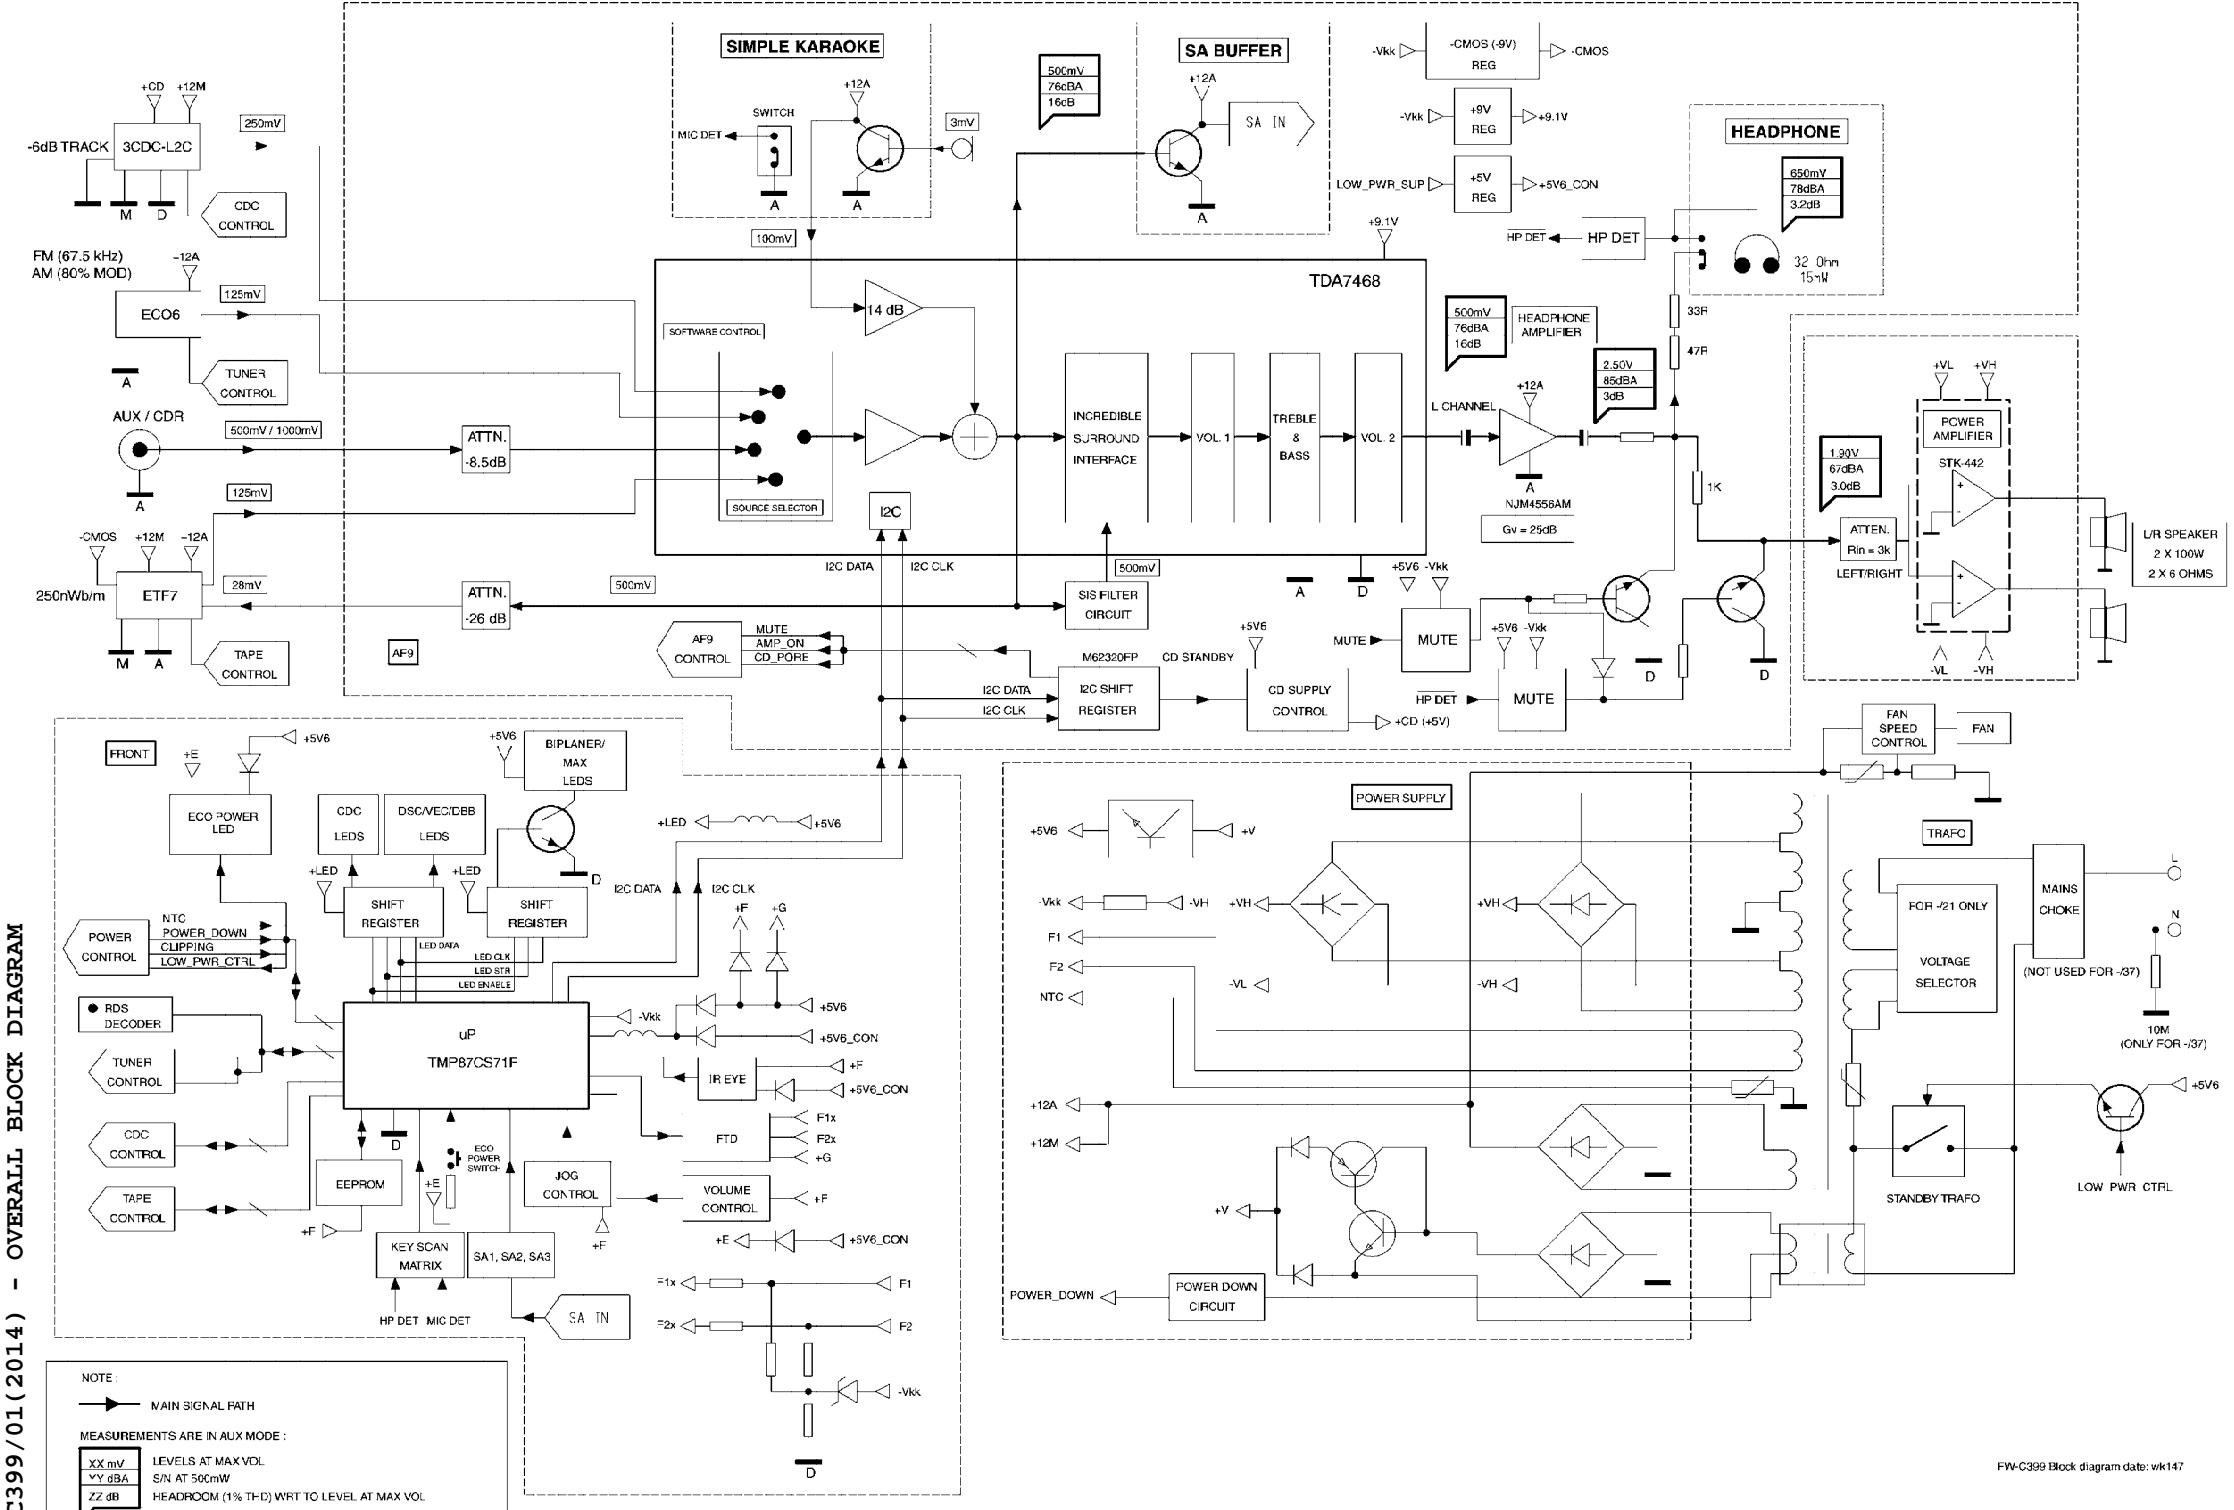 SIMPLE KARAOKE
+12A
SWITCH
MIC DET
3mV
A
A
100mV
500mV
76dBA
16dB
SA BUFFER
+12A
SA IN
A
-Vkk
-CMOS (-9V)
REG
-CMOS
-Vkk
+9V
REG
+9.1V
LOW_PWR_SUP
+5V
REG
+5V6_CON
HEADPHONE
650mV
78dBA
3.2dB
32 Ohm
15mW
HP DET
HP DET
33R
47R
+CD
+12M
250mV
-6dB TRACK
3CDC-L2C
M
D
CDC
CONTROL
FM (67.5 kHz)
AM (80% MOD)
-12A
125mV
ECO6
A
TUNER
CONTROL
AUX / CDR
500mV / 1000mV
ATTN.
-8.5dB
A
125mV
-CMOS
+12M
-12A
28mV
250nWb/m
ETF7
M
A
TAPE
CONTROL
ATTN.
-26 dB
500mV
AF9
+9.1V
TDA7468
14 dB
SOFTWARE CONTROL
SOURCE SELECTOR
I2C
INCREDIBLE
SURROUND
INTERFACE
VOL. 1
TREBLE
&
BASS
VOL. 2
I2C DATA
I2C CLK
500mV
SIS FILTER
CIRCUIT
A
D
500mV
76dBA
16dB
HEADPHONE
AMPLIFIER
2.50V
85dBA
3dB
+12A
L CHANNEL
A
NJM4556AM
Gv = 25dB
1K
+VL
+VH
POWER
AMPLIFIER
STK-442
1.90V
67dBA
3.0dB
ATTEN.
Rin = 3k
LEFT/RIGHT
-VL
-VH
L/R SPEAKER
2 X 100W
2 X 6 OHMS
+5V6
-Vkk
MUTE
MUTE
+5V6
-Vkk
HP DET
MUTE
D
D
AF9
CONTROL
MUTE
AMP_ON
CD_PORE
M62320FP
I2C SHIFT
REGISTER
I2C DATA
I2C CLK
CD STANDBY
+5V6
CD SUPPLY
CONTROL
+CD (+5V)
FAN
SPEED
CONTROL
FAN
FRONT
+E
+5V6
ECO POWER
LED
+5V6
BIPLANER/
MAX
LEDS
CDC
LEDS
DSC/VEC/DBB
LEDS
D
+LED
+LED
SHIFT
REGISTER
SHIFT
REGISTER
+LED
+5V6
I2C DATA
I2C CLK
LED DATA
LED CLK
LED STR
LED ENABLE
POWER
CONTROL
NTC
POWER_DOWN
CLIPPING
LOW_PWR_CTRL
RDS
DECODER
TUNER
CONTROL
CDC
CONTROL
TAPE
CONTROL
uP
TMP87CS71F
-Vkk
+F
+G
+5V6
+5V6_CON
IR EYE
+F
+5V6_CON
FTD
F1x
F2x
+G
D
ECO
POWER
SWITCH
+E
EEPROM
+F
JOG
CONTROL
+F
VOLUME
CONTROL
+F
KEY SCAN
MATRIX
SA1, SA2, SA3
HP DET
MIC DET
SA IN
+E
+5V6_CON
F1x
F1
F2x
F2
-Vkk
D
POWER SUPPLY
+5V6
+V
-Vkk
-VH
+VH
+VH
F1
F2
-VL
-VH
NTC
+12A
+12M
+V
POWER_DOWN
POWER DOWN
CIRCUIT
TRAFO
FOR -/21 ONLY
VOLTAGE
SELECTOR
MAINS
CHOKE
L
N
(NOT USED FOR -/37)
10M
(ONLY FOR -/37)
+5V6
STANDBY TRAFO
LOW_PWR_CTRL
C399/01(2014) - OVERALL BLOCK DIAGRAM
NOTE :
MAIN SIGNAL PATH
MEASUREMENTS ARE IN AUX MODE :
XX mV
LEVELS AT MAX VOL
YY dBA
S/N AT 500mW
ZZ dB
HEADROOM (1% THD) WRT TO LEVEL AT MAX VOL
FW-C399 Block diagram date: wk147